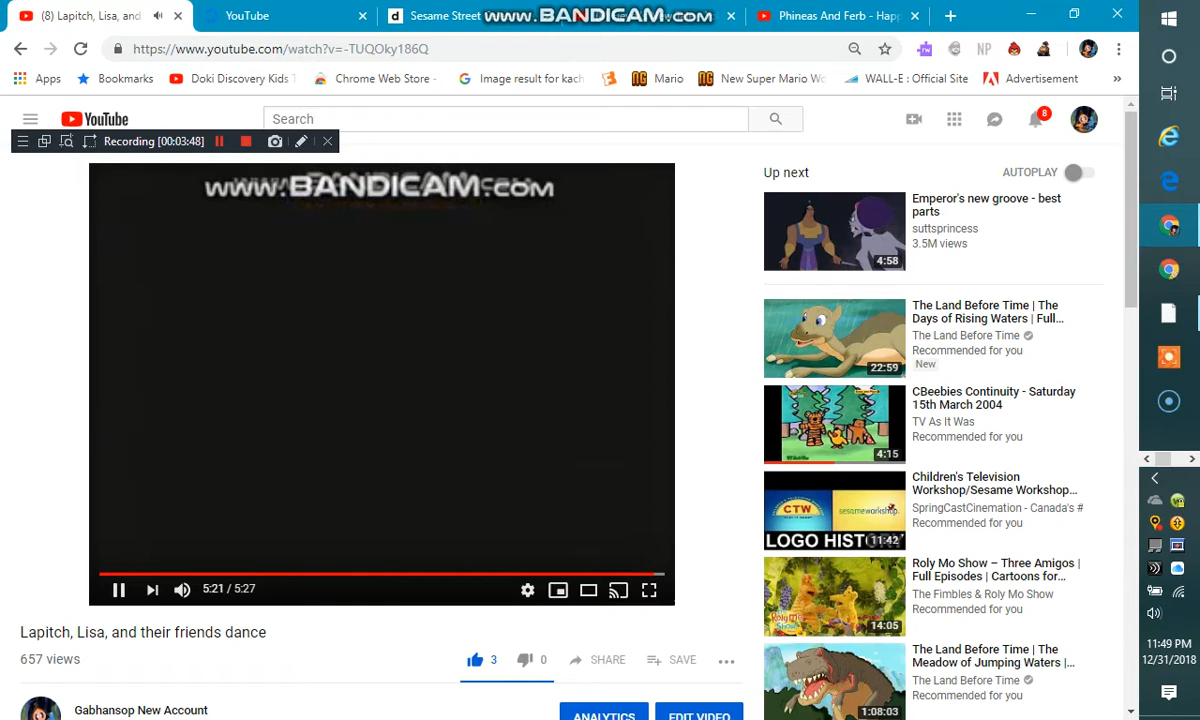 (8) Lapitch, Lisa, and
YouTube
Sesame Street
www.BANDICAM.com
Phineas And Ferb - Happ
https://www.youtube.com/watch?v=-TUQOky186Q
Apps
Bookmarks
Doki Discovery Kids
Chrome Web Store -
Image result for kach
Mario
New Super Mario Wo
WALL-E : Official Site
Advertisement
YouTube
Search
8
Recording [00:03:48]
www.BANDICAM.com
5:21 / 5:27
Lapitch, Lisa, and their friends dance
657 views
3
0
SHARE
SAVE
Gabhansop New Account
ANALYTICS
EDIT VIDEO
Up next
AUTOPLAY
4:58
Emperor's new groove - best
parts
suttsprincess
3.5M views
22:59
The Land Before Time | The
Days of Rising Waters | Full...
The Land Before Time
Recommended for you
New
4:15
CBeebies Continuity - Saturday
15th March 2004
TV As It Was
Recommended for you
CTW
sesameworkshop
LOGO HISTORY
11:42
Children's Television
Workshop/Sesame Workshop...
SpringCastCinemation - Canada's #
Recommended for you
14:05
Roly Mo Show – Three Amigos |
Full Episodes | Cartoons for...
The Fimbles & Roly Mo Show
Recommended for you
1:08:03
The Land Before Time | The
Meadow of Jumping Waters |...
The Land Before Time
Recommended for you
NP
11:49 PM
12/31/2018